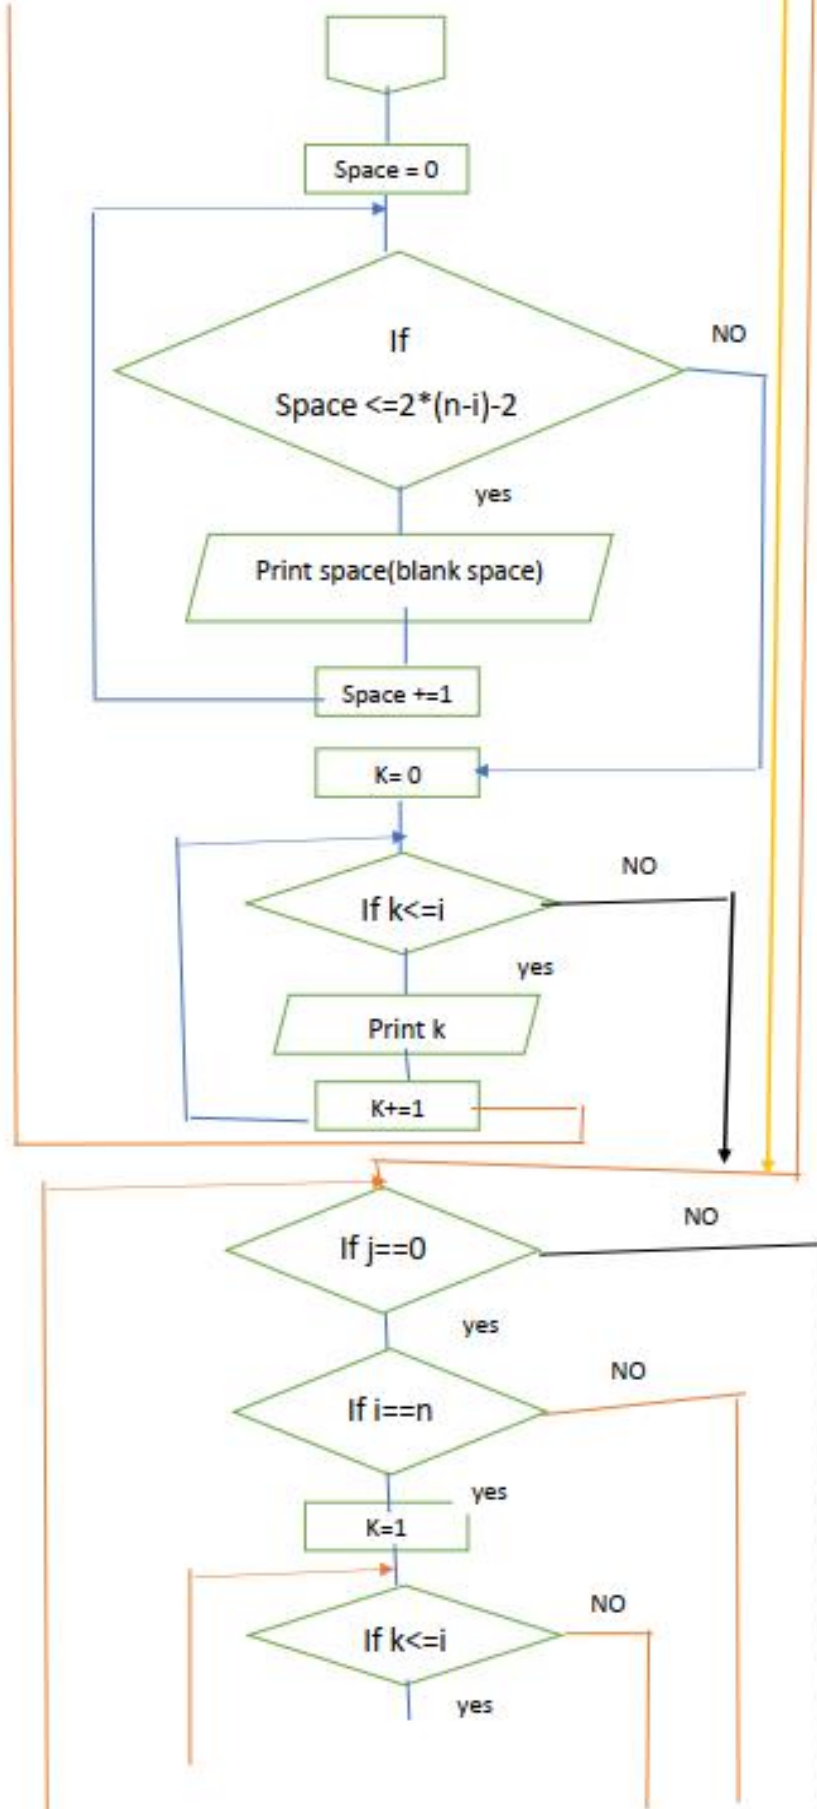 Space = 0
If
NO
Space <=2*(n-i)-2
yes
Print space(blank space)
Space +=1
K= 0
NO
If k<=i
yes
Print k
K+=1
NO
If j==0
yes
NO
If i==n
yes
K=1
NO
If k<=i
yes